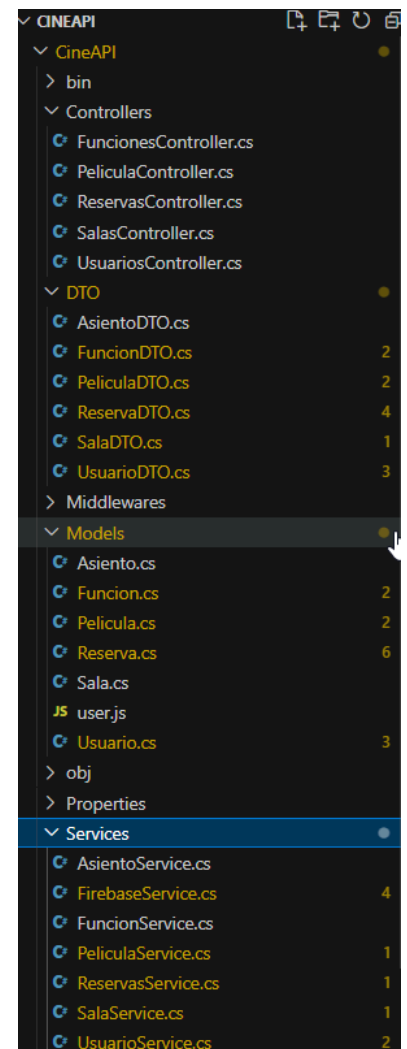 CINEAPI
CineAPI
bin
Controllers
C# FuncionesController.cs
C# PeliculaController.cs
C# ReservasController.cs
C# SalasController.cs
C# UsuariosController.cs
DTO
C# AsientoDTO.cs
C# FuncionDTO.cs 2
C# PeliculaDTO.cs 2
C# ReservaDTO.cs 4
C# SalaDTO.cs 1
C# UsuarioDTO.cs 3
Middlewares
Models
C# Asiento.cs
C# Funcion.cs 2
C# Pelicula.cs 2
C# Reserva.cs 6
C# Sala.cs
JS user.js
C# Usuario.cs 3
obj
Properties
Services
C# AsientoService.cs
C# FirebaseService.cs 4
C# FuncionService.cs
C# PeliculaService.cs 1
C# ReservasService.cs 1
C# SalaService.cs 1
C# UsuarioService.cs 2